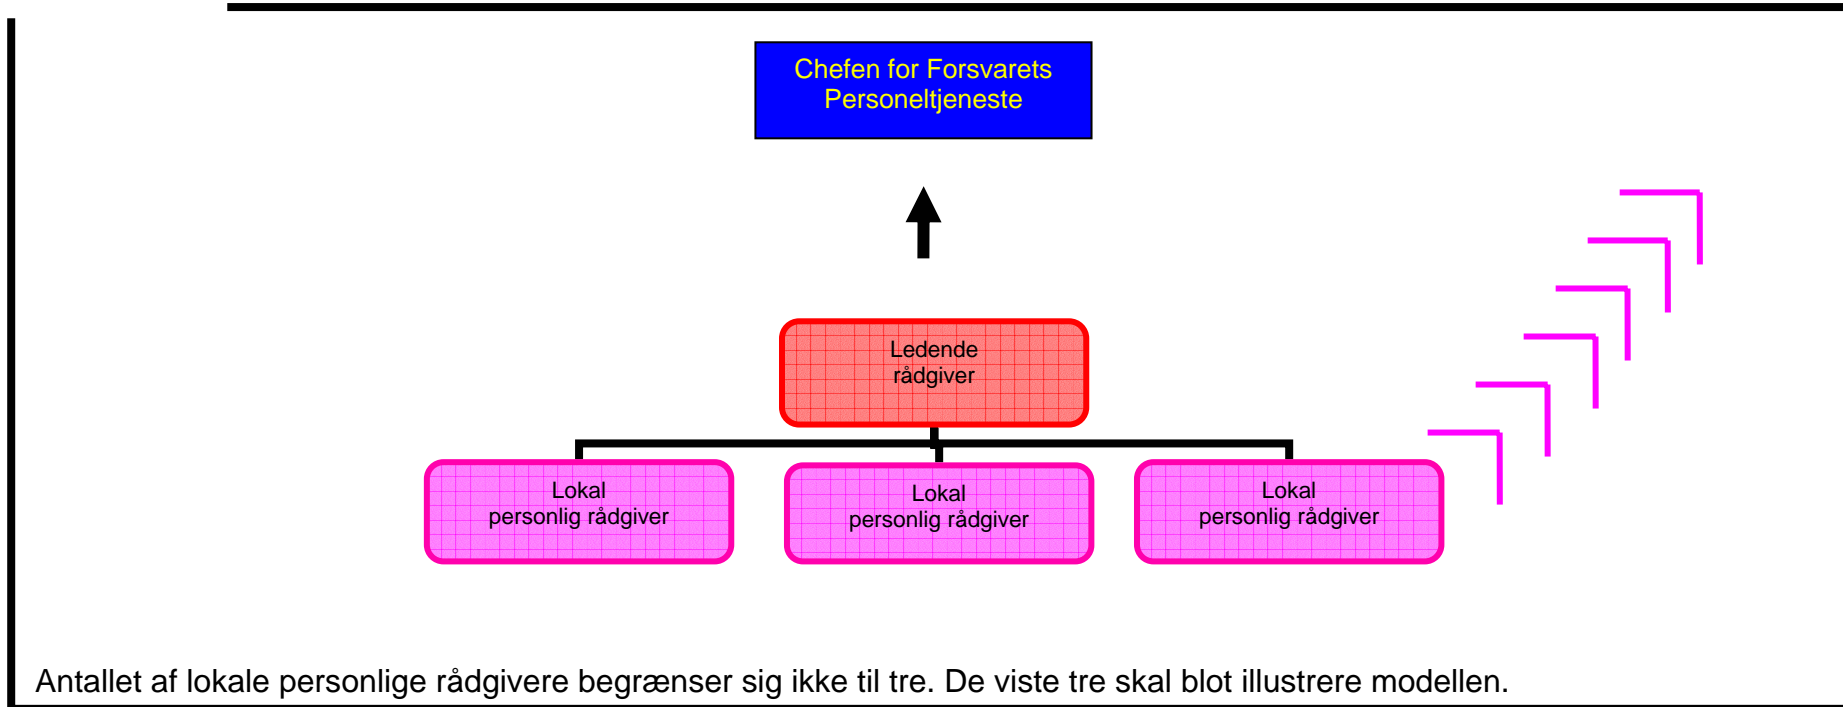 Chefen for Forsvarets
Personeltjeneste
Ledende
rådgiver
Lokal
personlig rådgiver
Lokal
personlig rådgiver
Lokal
personlig rådgiver
Antallet af lokale personlige rådgivere begrænser sig ikke til tre. De viste tre skal blot illustrere modellen.